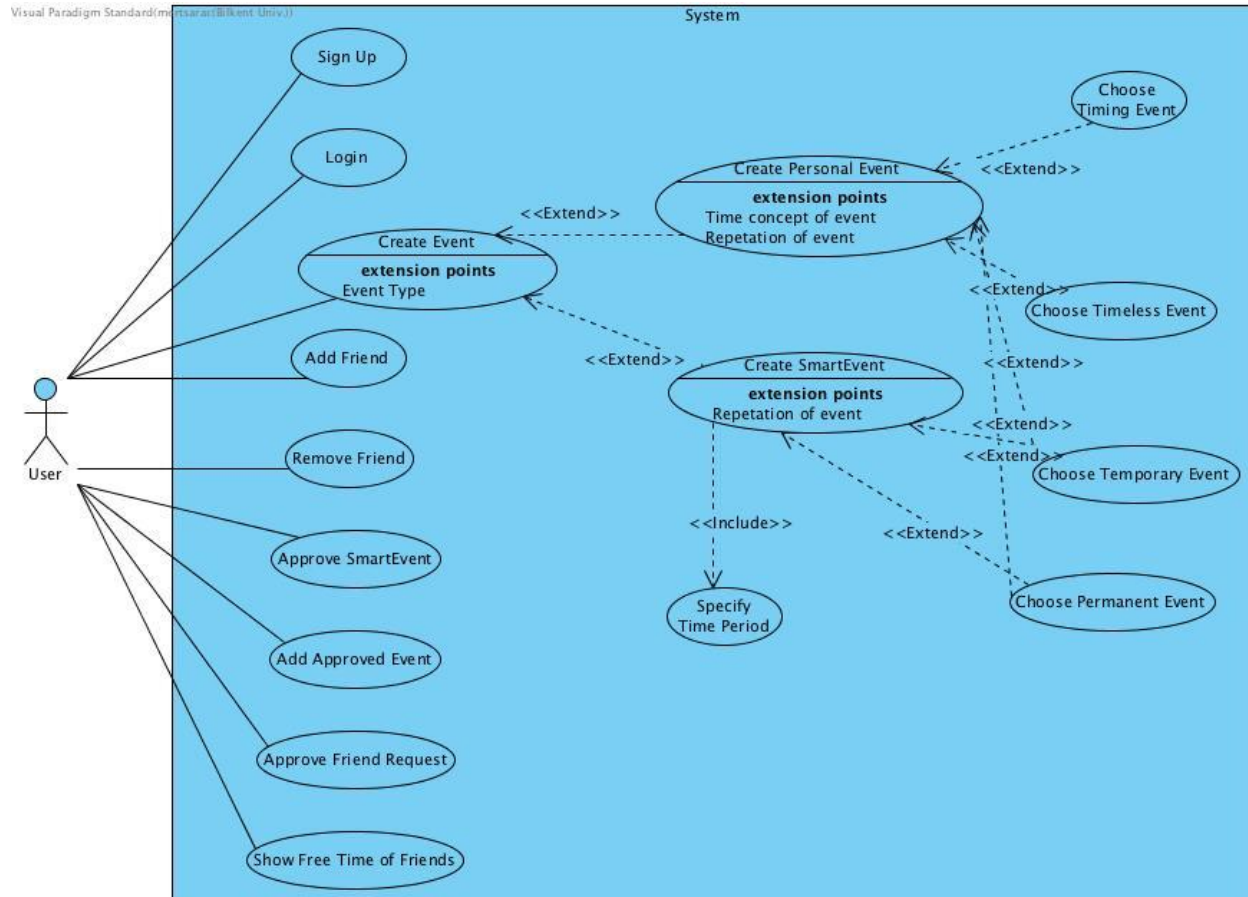 Visual Paradigm Standard(mertsarac(Bilkent Univ.))
System
Sign Up
Choose
Timing Event
Login
Create Personal Event
<<Extend>>
extension points
Time concept of event
Repetation of event
<<Extend>>
Create Event
extension points
Event Type
<<Extend>>
Choose Timeless Event
Add Friend
<<Extend>>
Create SmartEvent
<<Extend>>
extension points
Repetation of event
<<Extend>>
User
Remove Friend
<<Extend>>
Choose Temporary Event
<<Include>>
<<Extend>>
Approve SmartEvent
Specify
Time Period
Choose Permanent Event
Add Approved Event
Approve Friend Request
Show Free Time of Friends